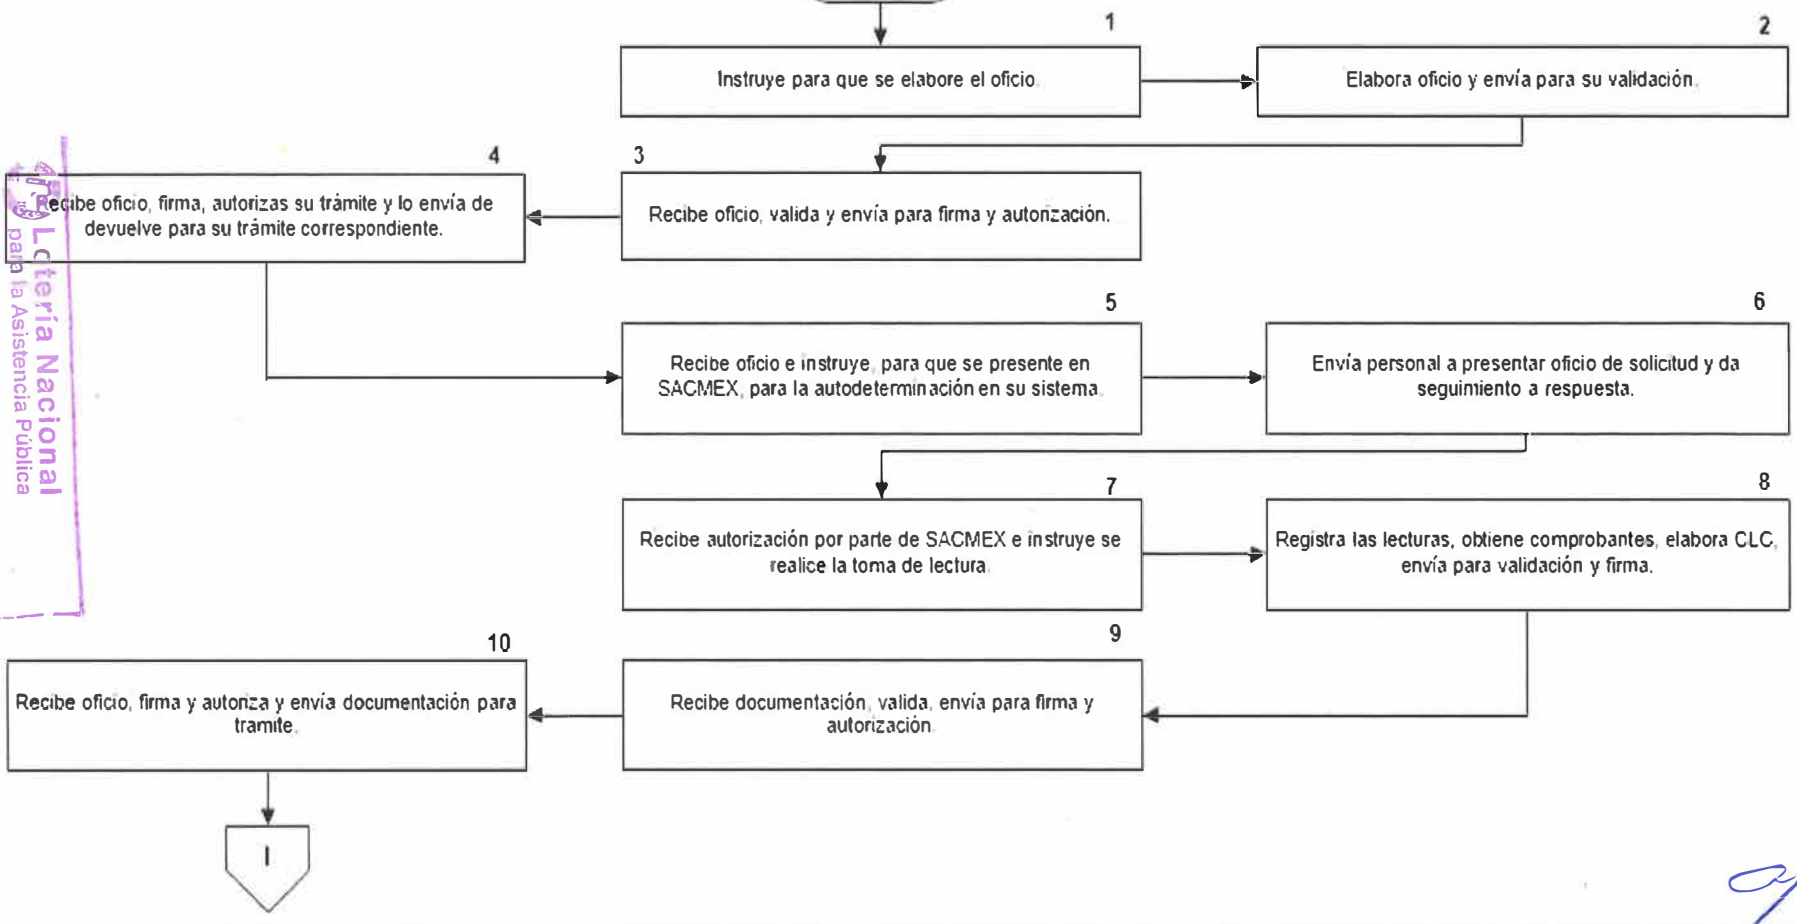 1
Instruye para que se elabore el oficio.
2
Elabora oficio y envía para su validación.
3
Recibe oficio, valida y envía para firma y autorización.
4
Recibe oficio, firma, autorizas su trámite y lo envía de
devuelve para su trámite correspondiente.
Lotería Nacional
para la Asistencia Pública
5
Recibe oficio e instruye, para que se presente en
SACMEX, para la autodeterminación en su sistema.
6
Envía personal a presentar oficio de solicitud y da
seguimiento a respuesta.
7
Recibe autorización por parte de SACMEX e instruye se
realice la toma de lectura.
8
Registra las lecturas, obtiene comprobantes, elabora CLC,
envía para validación y firma.
9
Recibe documentación, valida, envía para firma y
autorización.
10
Recibe oficio, firma y autoriza y envía documentación para
tramite.
I